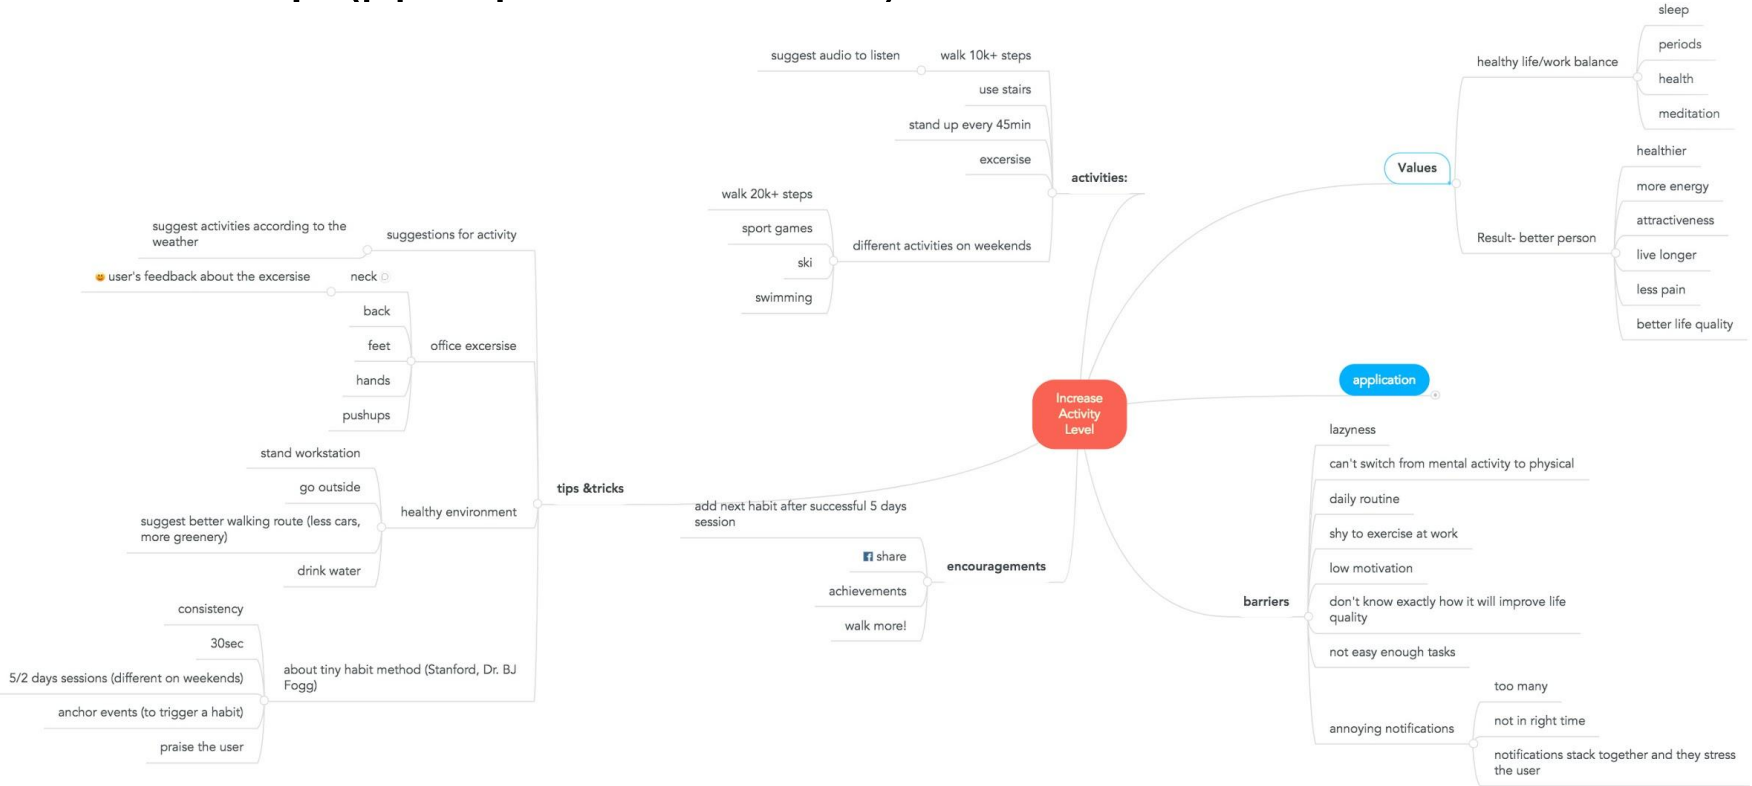 sleep
suggest audio to listen
walk 10k+ steps
periods
healthy life/work balance
use stairs
health
stand up every 45min
meditation
excersise
healthier
Values
activities:
more energy
walk 20k+ steps
attractiveness
suggest activities according to the
weather
suggestions for activity
sport games
different activities on weekends
Result- better person
live longer
ski
user's feedback about the excersise
neck
less pain
swimming
back
better life quality
feet
office excersise
hands
application
pushups
Increase
Activity
Level
lazyness
stand workstation
can't switch from mental activity to physical
go outside
tips &tricks
daily routine
healthy environment
add next habit after successful 5 days
session
suggest better walking route (less cars,
more greenery)
shy to exercise at work
share
encouragements
low motivation
drink water
achievements
barriers
don't know exactly how it will improve life
quality
consistency
walk more!
30sec
not easy enough tasks
about tiny habit method (Stanford, Dr. BJ
Fogg)
5/2 days sessions (different on weekends)
too many
anchor events (to trigger a habit)
not in right time
annoying notifications
praise the user
notifications stack together and they stress
the user